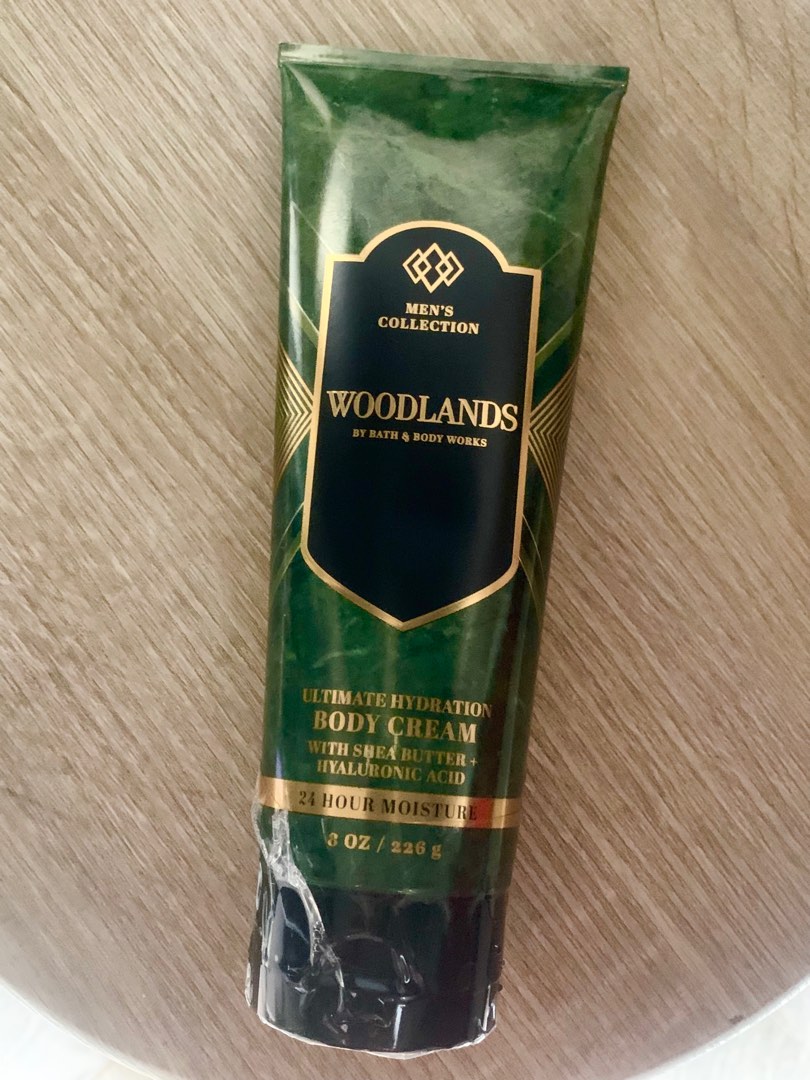 MEN'S
COLLECTION
WOODLANDS
BY BATH & BODY WORKS
ULTIMATE HYDRATION
BODY CREAM
WITH SHEA BUTTER +
HYALURONIC ACID
24 HOUR MOISTURE
8 OZ / 226 g